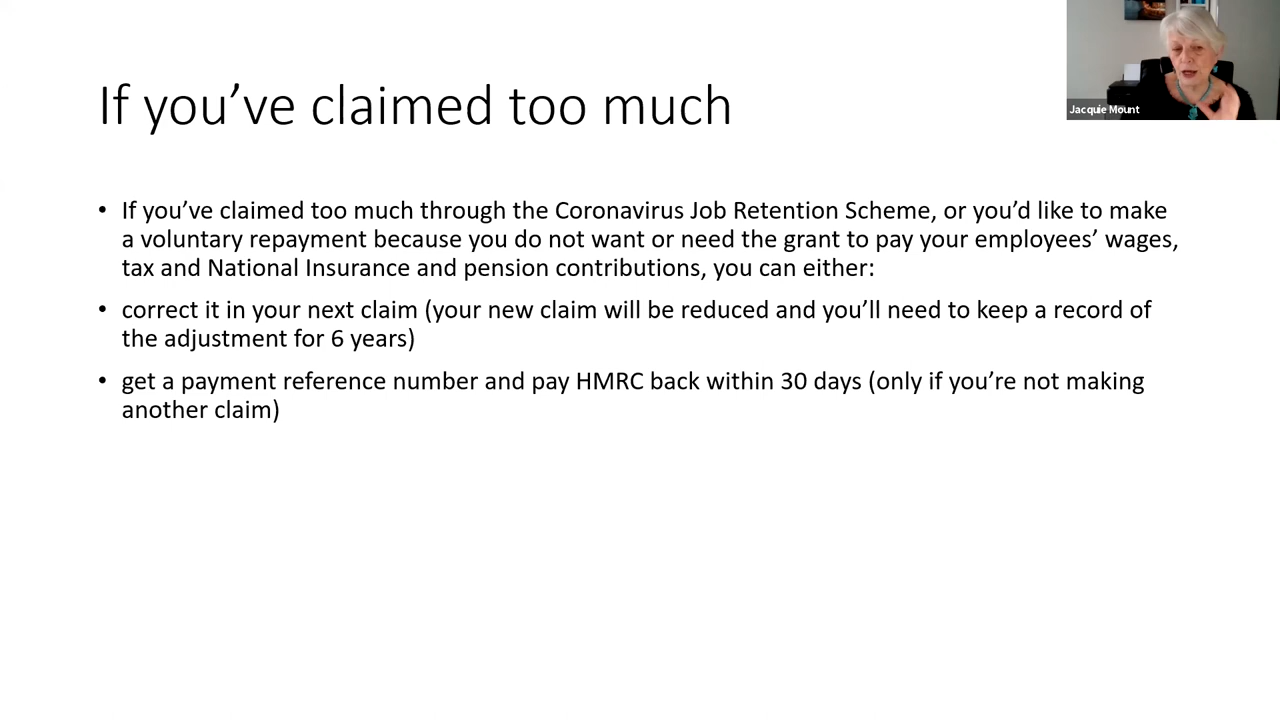 If you’ve claimed too much
Jacquie Mount
• If you’ve claimed too much through the Coronavirus Job Retention Scheme, or you’d like to make
a voluntary repayment because you do not want or need the grant to pay your employees’ wages,
tax and National Insurance and pension contributions, you can either:
• correct it in your next claim (your new claim will be reduced and you’ll need to keep a record of
the adjustment for 6 years)
• get a payment reference number and pay HMRC back within 30 days (only if you’re not making
another claim)